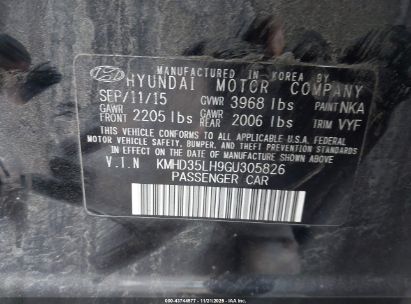 MANUFACTURED IN KOREA BY
HYUNDAI MOTOR COMPANY
SEP/11/15 GVWR 3968 lbs PAINT NKA
GAWR FRONT 2205 lbs GAWR REAR 2006 lbs TRIM VYF
THIS VEHICLE CONFORMS TO ALL APPLICABLE U.S.A. FEDERAL
MOTOR VEHICLE SAFETY, BUMPER, AND THEFT PREVENTION
STANDARDS IN EFFECT ON THE DATE OF MANUFACTURE SHOWN ABOVE.
V.I.N KMHD35LH9GU305826
PASSENGER CAR